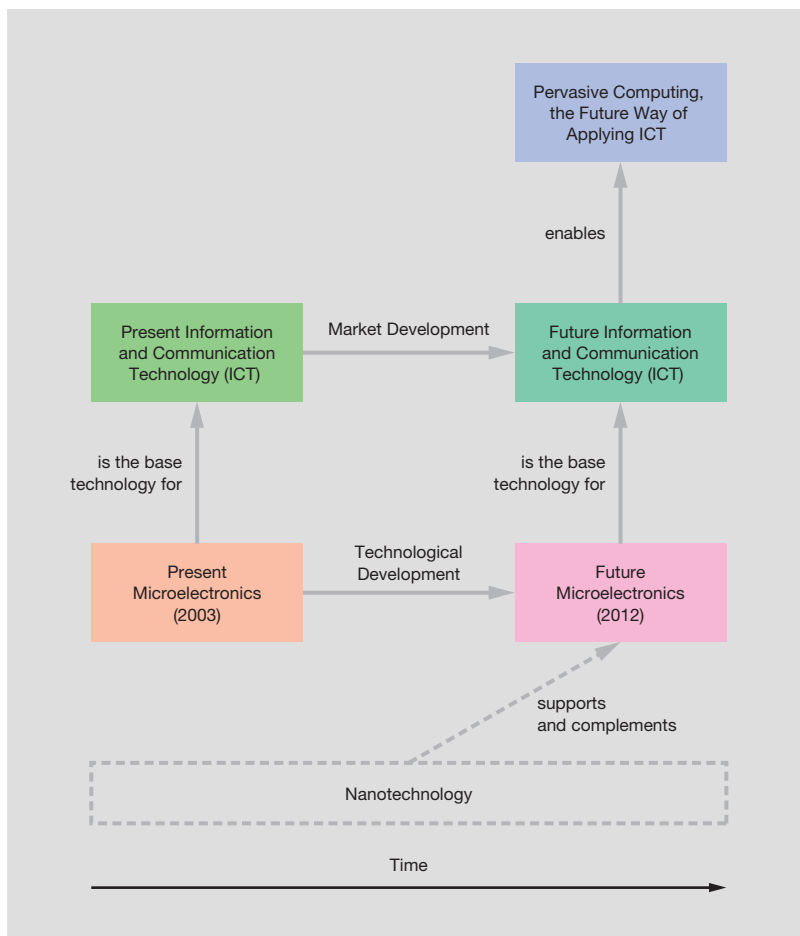 Pervasive Computing,
the Future Way of
Applying ICT
enables
Present Information
and Communication
Technology (ICT)
Market Development
Future Information
and Communication
Technology (ICT)
is the base
technology for
is the base
technology for
Present
Microelectronics
(2003)
Technological
Development
Future
Microelectronics
(2012)
supports
and complements
Nanotechnology
Time